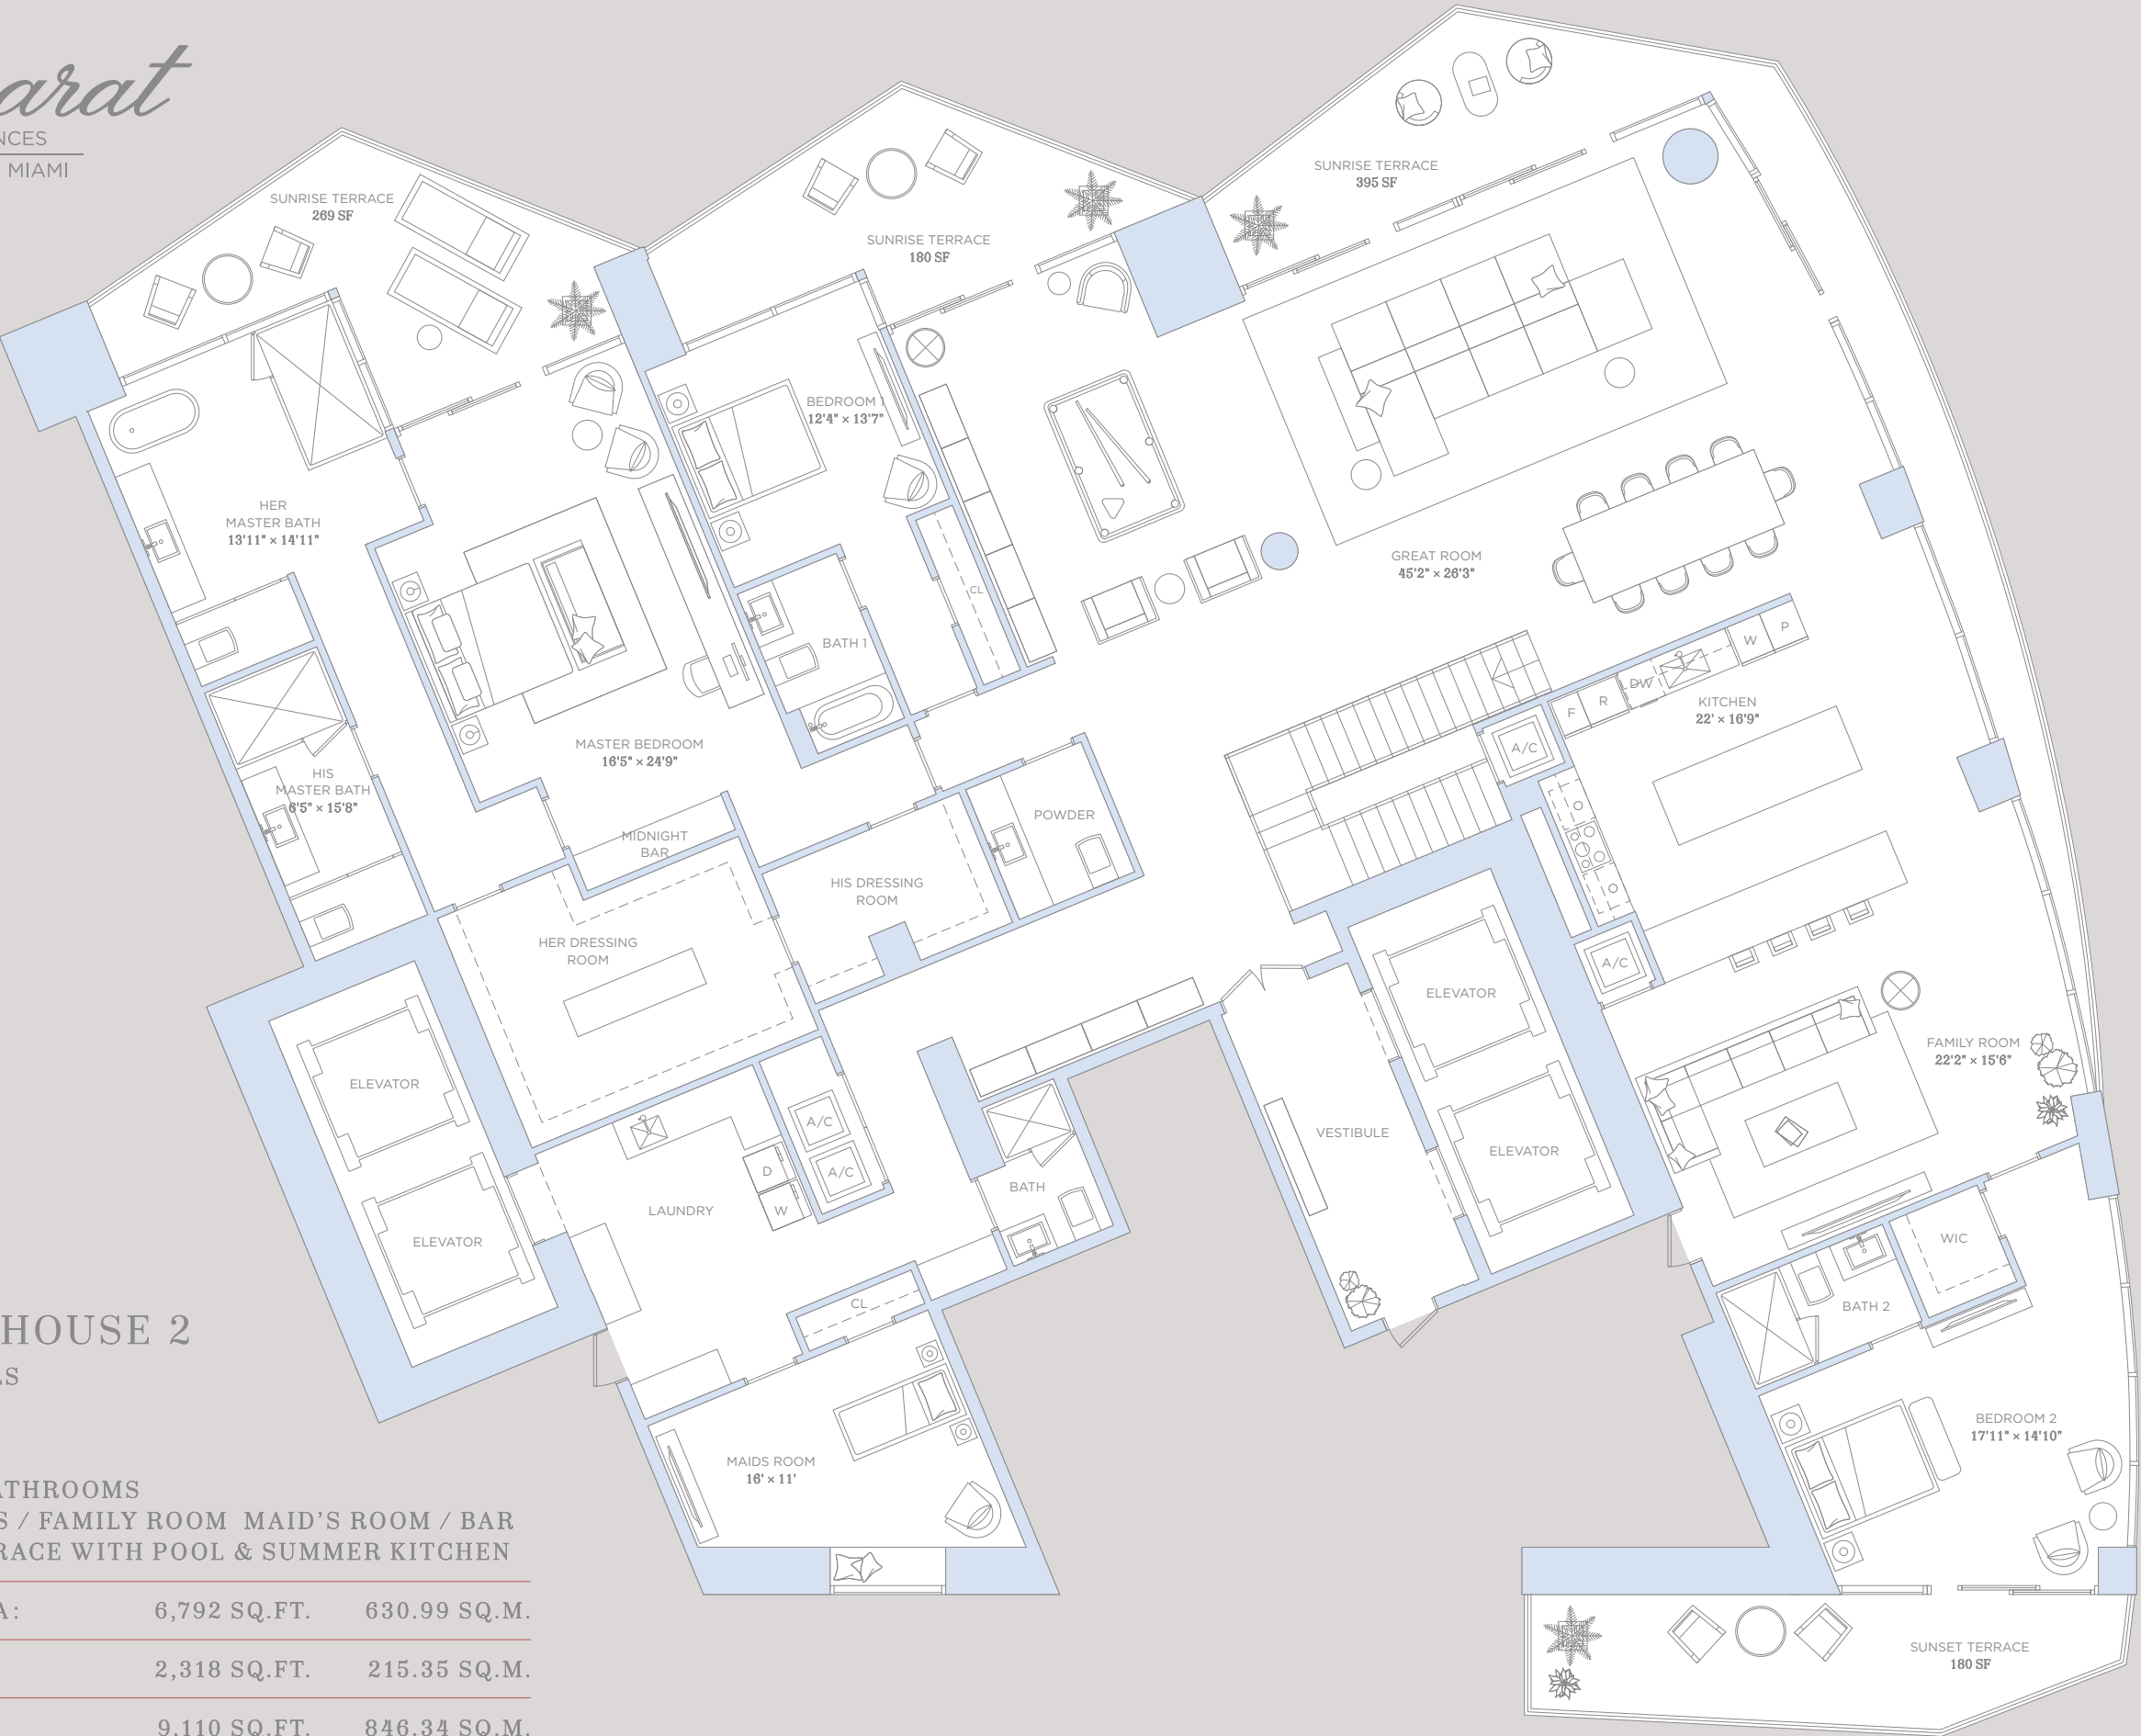 arat
NCES
MIAMI
SUNRISE TERRACE
269 SF
SUNRISE TERRACE
180 SF
SUNRISE TERRACE
395 SF
BEDROOM 1
12'4" × 13'7"
HER
MASTER BATH
13'11" × 14'11"
CL
GREAT ROOM
45'2" × 26'3"
BATH 1
W
P
DW
R
F
KITCHEN
22' × 16'9"
A/C
MASTER BEDROOM
16'5" × 24'9"
HIS
MASTER BATH
6'5" × 15'8"
MIDNIGHT
BAR
POWDER
HIS DRESSING
ROOM
HER DRESSING
ROOM
A/C
ELEVATOR
FAMILY ROOM
22'2" × 15'6"
ELEVATOR
A/C
VESTIBULE
ELEVATOR
D
A/C
BATH
W
LAUNDRY
ELEVATOR
WIC
CL
BATH 2
BEDROOM 2
17'11" × 14'10"
MAIDS ROOM
16' × 11'
SUNSET TERRACE
180 SF
HOUSE 2
LS
ATHROOMS
S / FAMILY ROOM MAID'S ROOM / BAR
RACE WITH POOL & SUMMER KITCHEN
A: 6,792 SQ.FT. 630.99 SQ.M.
2,318 SQ.FT. 215.35 SQ.M.
9,110 SQ.FT. 846.34 SQ.M.